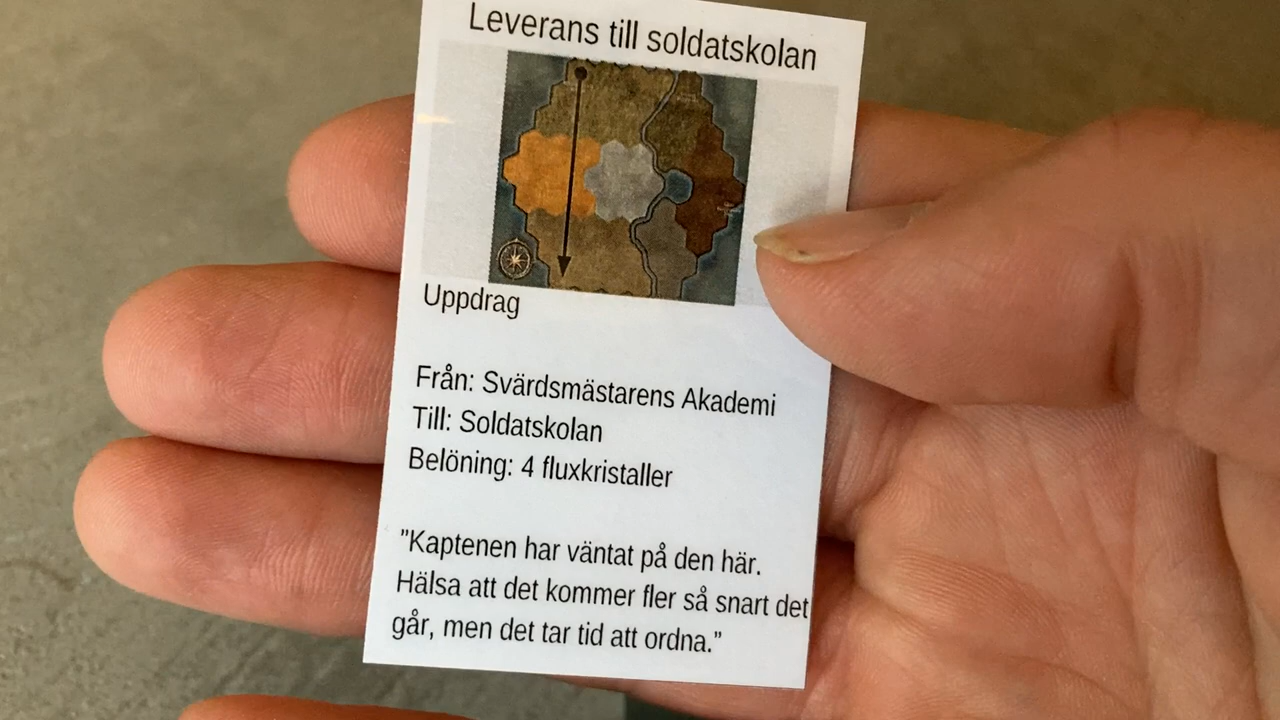 Leverans till soldatskolan
Uppdrag
Från: Svärdsmästarens Akademi
Till: Soldatskolan
Belöning: 4 fluxkristaller
"Kaptenen har väntat på den här.
Hälsa att det kommer fler så snart det
går, men det tar tid att ordna."